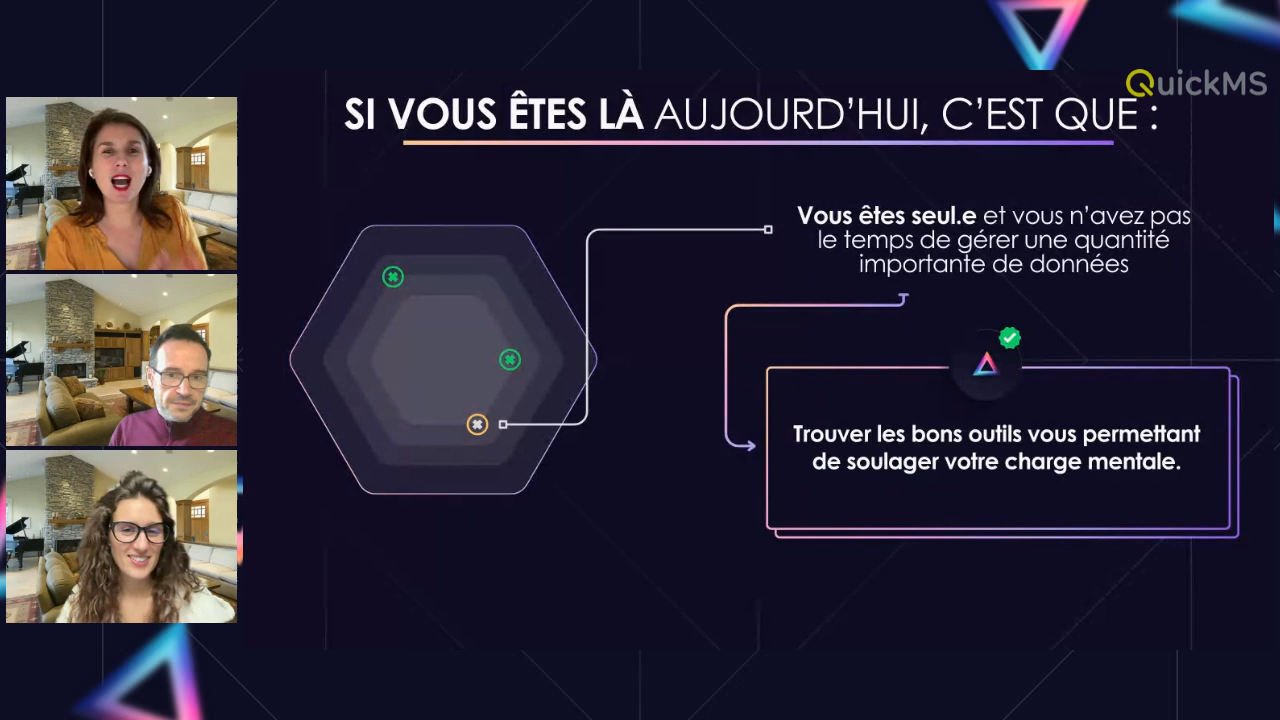 QuickMS
SI VOUS ÊTES LÀ AUJOURD’HUI, C’EST QUE :
Vous êtes seul.e et vous n’avez pas
le temps de gérer une quantité
importante de données
Trouver les bons outils vous permettant
de soulager votre charge mentale.